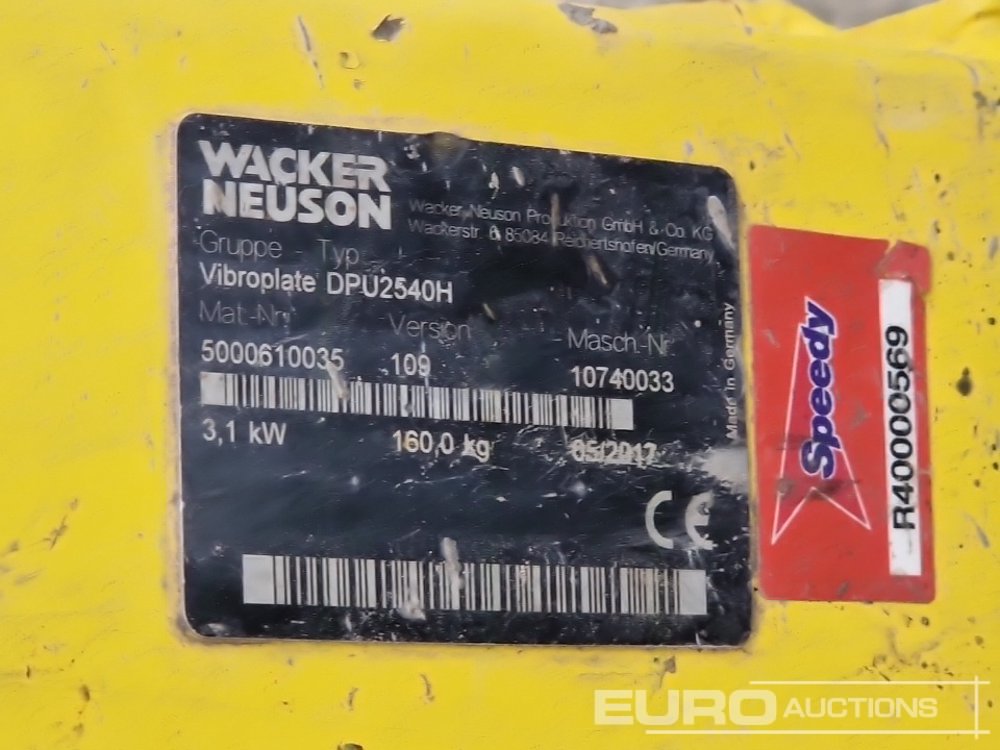 WACKER
NEUSON
Wacker Neuson Produktion GmbH & Co. KG
Wackerstr. 6, 85084 Reichertshofen/Germany
Gruppe Typ
Vibroplate DPU2540H
Mat.-Nr. Version Masch.-Nr.
5000610035 109 10740033
3,1 kW 160,0 kg 05/2017
CE
Made in Germany
Speedy
R40000569
EURO AUCTIONS